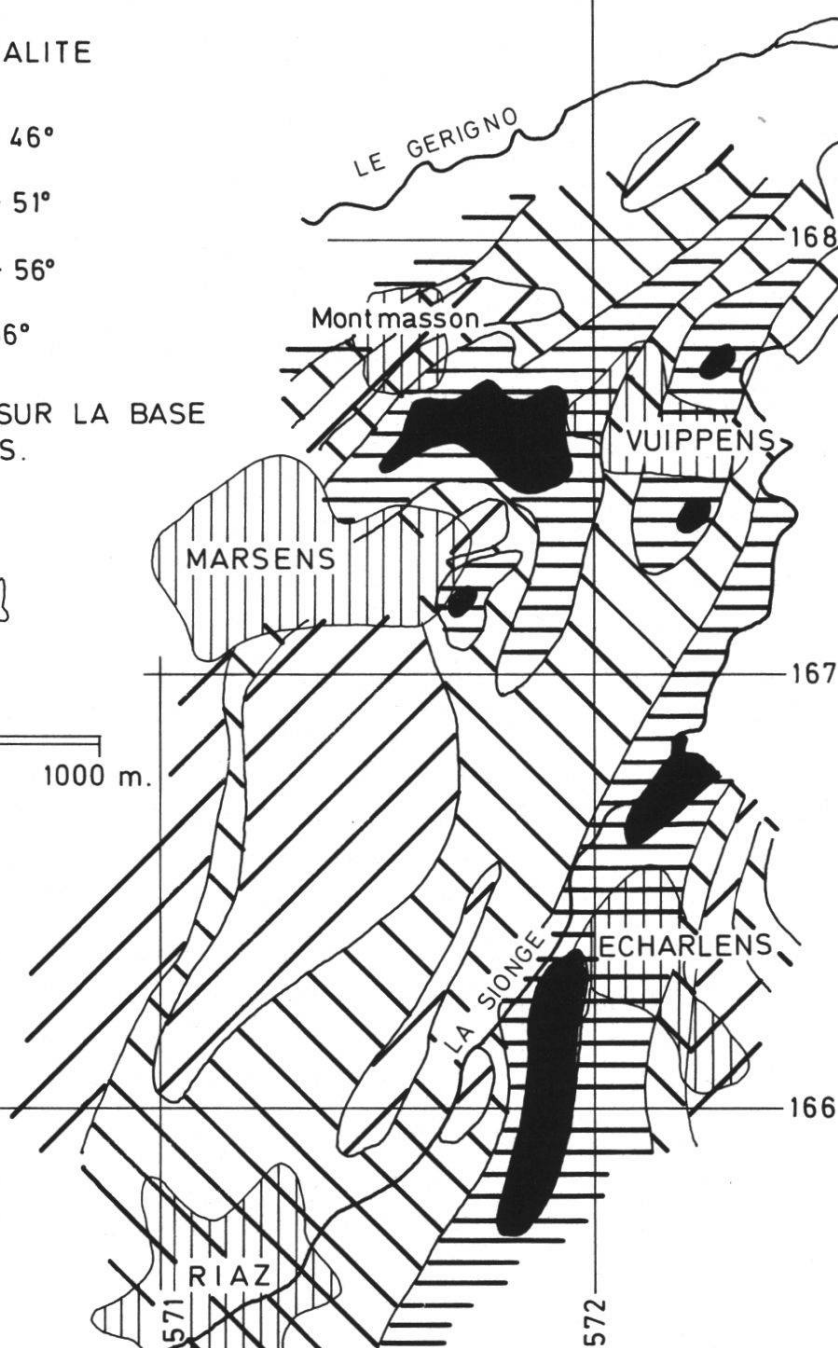 ALITE
46°
51°
56°
6°
SUR LA BASE
S.
1000 m.
LE GERIGNO
168
Montmasson
VUIPPENS
MARSENS
167
ECHARLENS
LA SIONGE
166
RIAZ
571
572